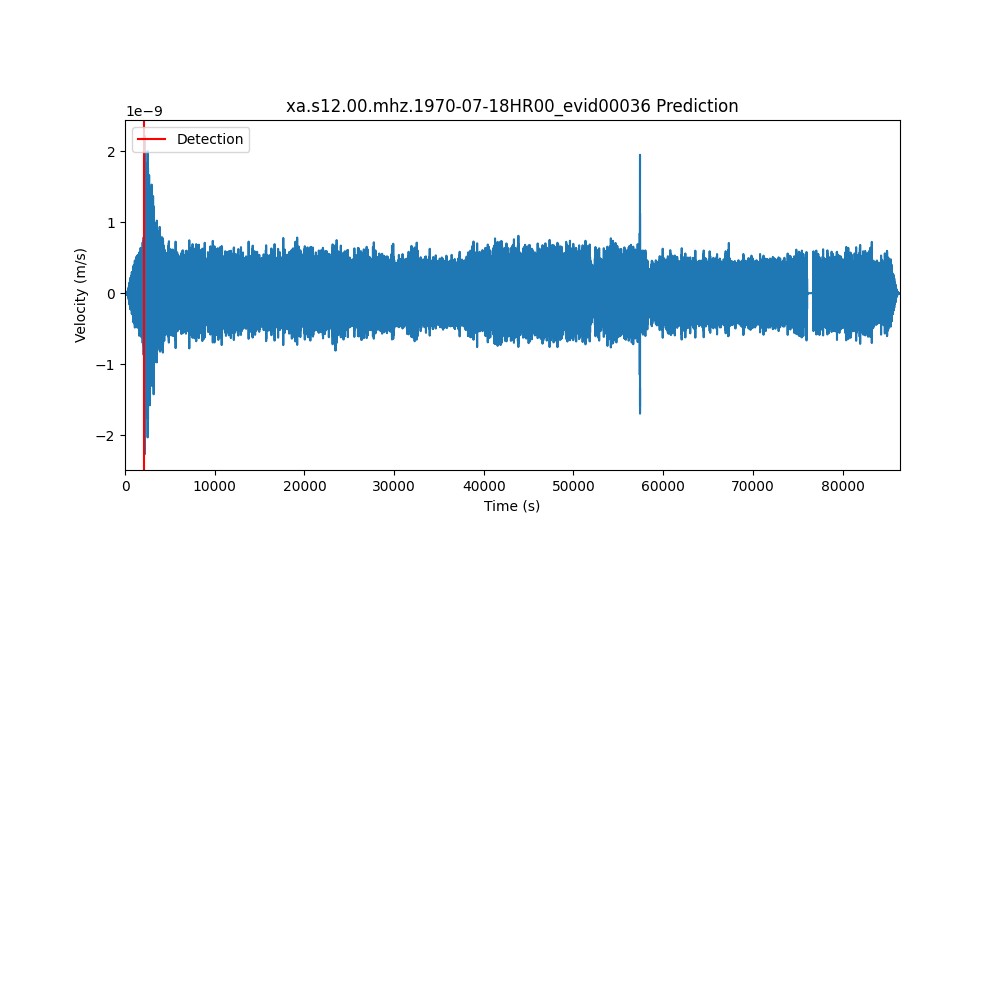 xa.s12.00.mhz.1970-07-18HR00_evid00036 Prediction
1e−9
Detection
2
1
0
−1
−2
Velocity (m/s)
0 10000 20000 30000 40000 50000 60000 70000 80000
Time (s)